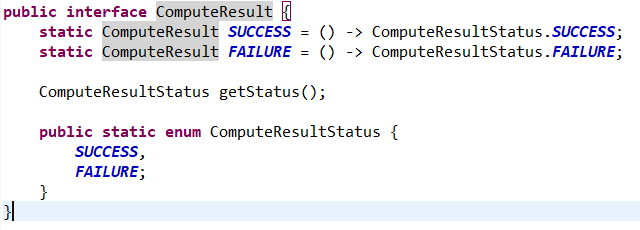 public interface ComputeResult {
    static ComputeResult SUCCESS = () -> ComputeResultStatus.SUCCESS;
    static ComputeResult FAILURE = () -> ComputeResultStatus.FAILURE;

    ComputeResultStatus getStatus();

    public static enum ComputeResultStatus {
        SUCCESS,
        FAILURE;
    }
}